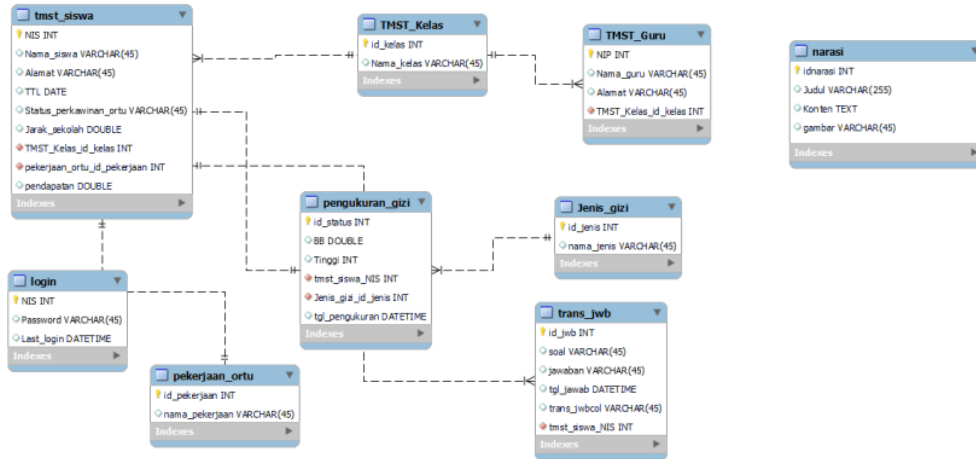 tmst_siswa
NIS INT
Nama_siswa VARCHAR(45)
Alamat VARCHAR(45)
TTL DATE
Status_perkawinan_ortu VARCHAR(45)
Jarak_sekolah DOUBLE
TMST_Kelas_id_kelas INT
pekerjaan_ortu_id_pekerjaan INT
pendapatan DOUBLE
Indexes
TMST_Kelas
id_kelas INT
Nama_kelas VARCHAR(45)
Indexes
TMST_Guru
NIP INT
Nama_guru VARCHAR(45)
Alamat VARCHAR(45)
TMST_Kelas_id_kelas INT
Indexes
narasi
idnarasi INT
Judul VARCHAR(255)
Konten TEXT
gambar VARCHAR(45)
Indexes
pengukuran_gizi
id_status INT
BB DOUBLE
Tinggi INT
tmst_siswa_NIS INT
Jenis_gizi_id_jenis INT
tgl_pengukuran DATETIME
Indexes
Jenis_gizi
id_jenis INT
nama_jenis VARCHAR(45)
Indexes
login
NIS INT
Password VARCHAR(45)
Last_login DATETIME
Indexes
pekerjaan_ortu
id_pekerjaan INT
nama_pekerjaan VARCHAR(45)
Indexes
trans_jwb
id_jwb INT
soal VARCHAR(45)
jawaban VARCHAR(45)
tgl_jawab DATETIME
trans_jwbcol VARCHAR(45)
tmst_siswa_NIS INT
Indexes